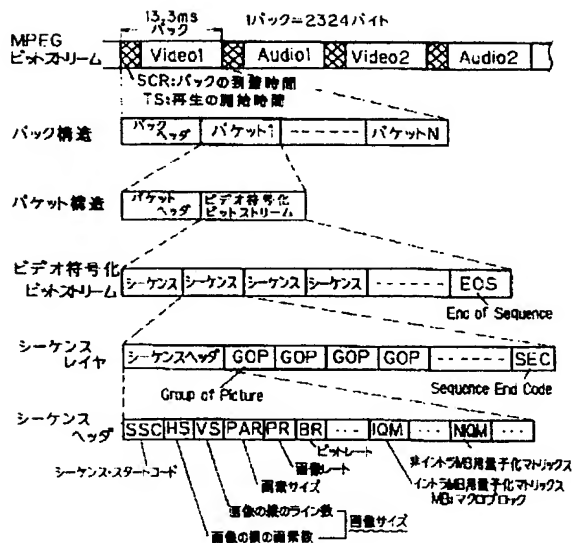 13.3ms
パック
1パック=2324バイト
MPEG
ビットストリーム
Video1
Audio1
Video2
Audio2
SCR:パックの到着時間
TS:再生の開始時間
パック構造
パック
ヘッダ
パケット1
パケットN
パケット構造
パケット
ヘッダ
ビデオ符号化
ビットストリーム
ビデオ符号化
ビットストリーム
シーケンス
シーケンス
シーケンス
シーケンス
EOS
End of Sequence
シーケンス
レイヤ
シーケンスヘッダ
GOP
GOP
GOP
GOP
SEC
Group of Picture
Sequence End Code
シーケンス
ヘッダ
SSC
HS
VS
PAR
PR
BR
IQM
NIQM
シーケンス・スタートコード
ビットレート
画像レート
画素サイズ
画像の縦のライン数
画像の横の画素数
画像サイズ
非イントラMB用量子化マトリックス
イントラMB用量子化マトリックス
MB:マクロブロック